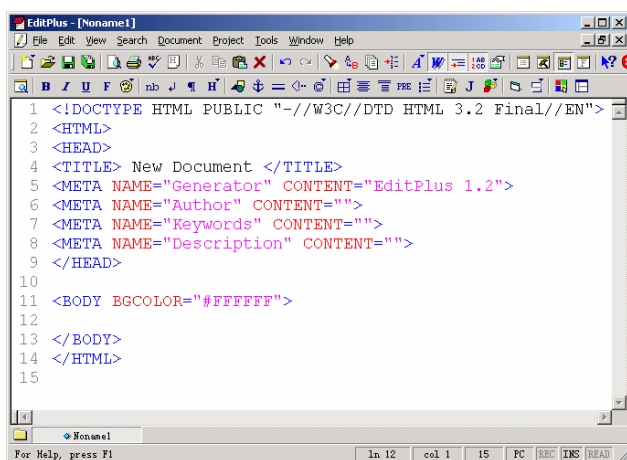 EditPlus - [Noname1]
File Edit View Search Document Project Tools Window Help
B I U F nb ¶ H PRE J
1 <!DOCTYPE HTML PUBLIC "-//W3C//DTD HTML 3.2 Final//EN">
2 <HTML>
3 <HEAD>
4 <TITLE> New Document </TITLE>
5 <META NAME="Generator" CONTENT="EditPlus 1.2">
6 <META NAME="Author" CONTENT="">
7 <META NAME="Keywords" CONTENT="">
8 <META NAME="Description" CONTENT="">
9 </HEAD>
10
11 <BODY BGCOLOR="#FFFFFF">
12
13 </BODY>
14 </HTML>
15
Noname1
For Help, press F1 ln 12 col 1 15 PC REC INS READ